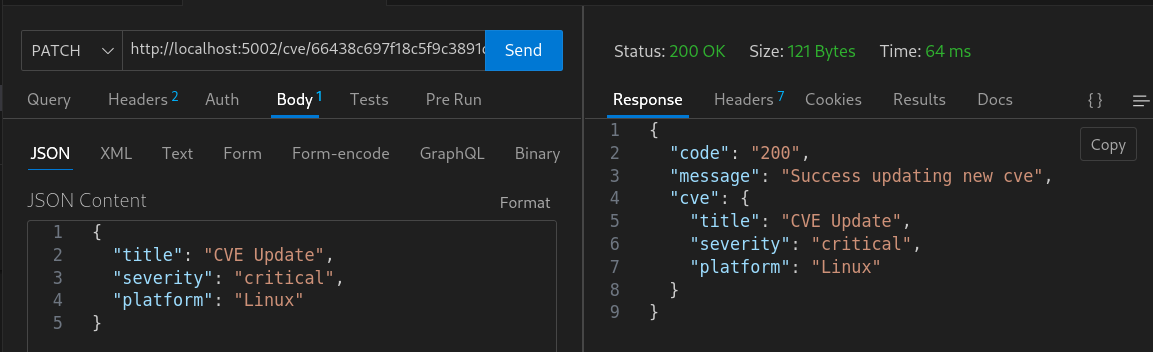 PATCH http://localhost:5002/cve/66438c697f18c5f9c3891c Send
Query Headers 2 Auth Body 1 Tests Pre Run
JSON XML Text Form Form-encode GraphQL Binary
JSON Content Format
1 {
2 "title": "CVE Update",
3 "severity": "critical",
4 "platform": "Linux"
5 }
Status: 200 OK Size: 121 Bytes Time: 64 ms
Response Headers 7 Cookies Results Docs { }
Copy
1 {
2 "code": "200",
3 "message": "Success updating new cve",
4 "cve": {
5 "title": "CVE Update",
6 "severity": "critical",
7 "platform": "Linux"
8 }
9 }